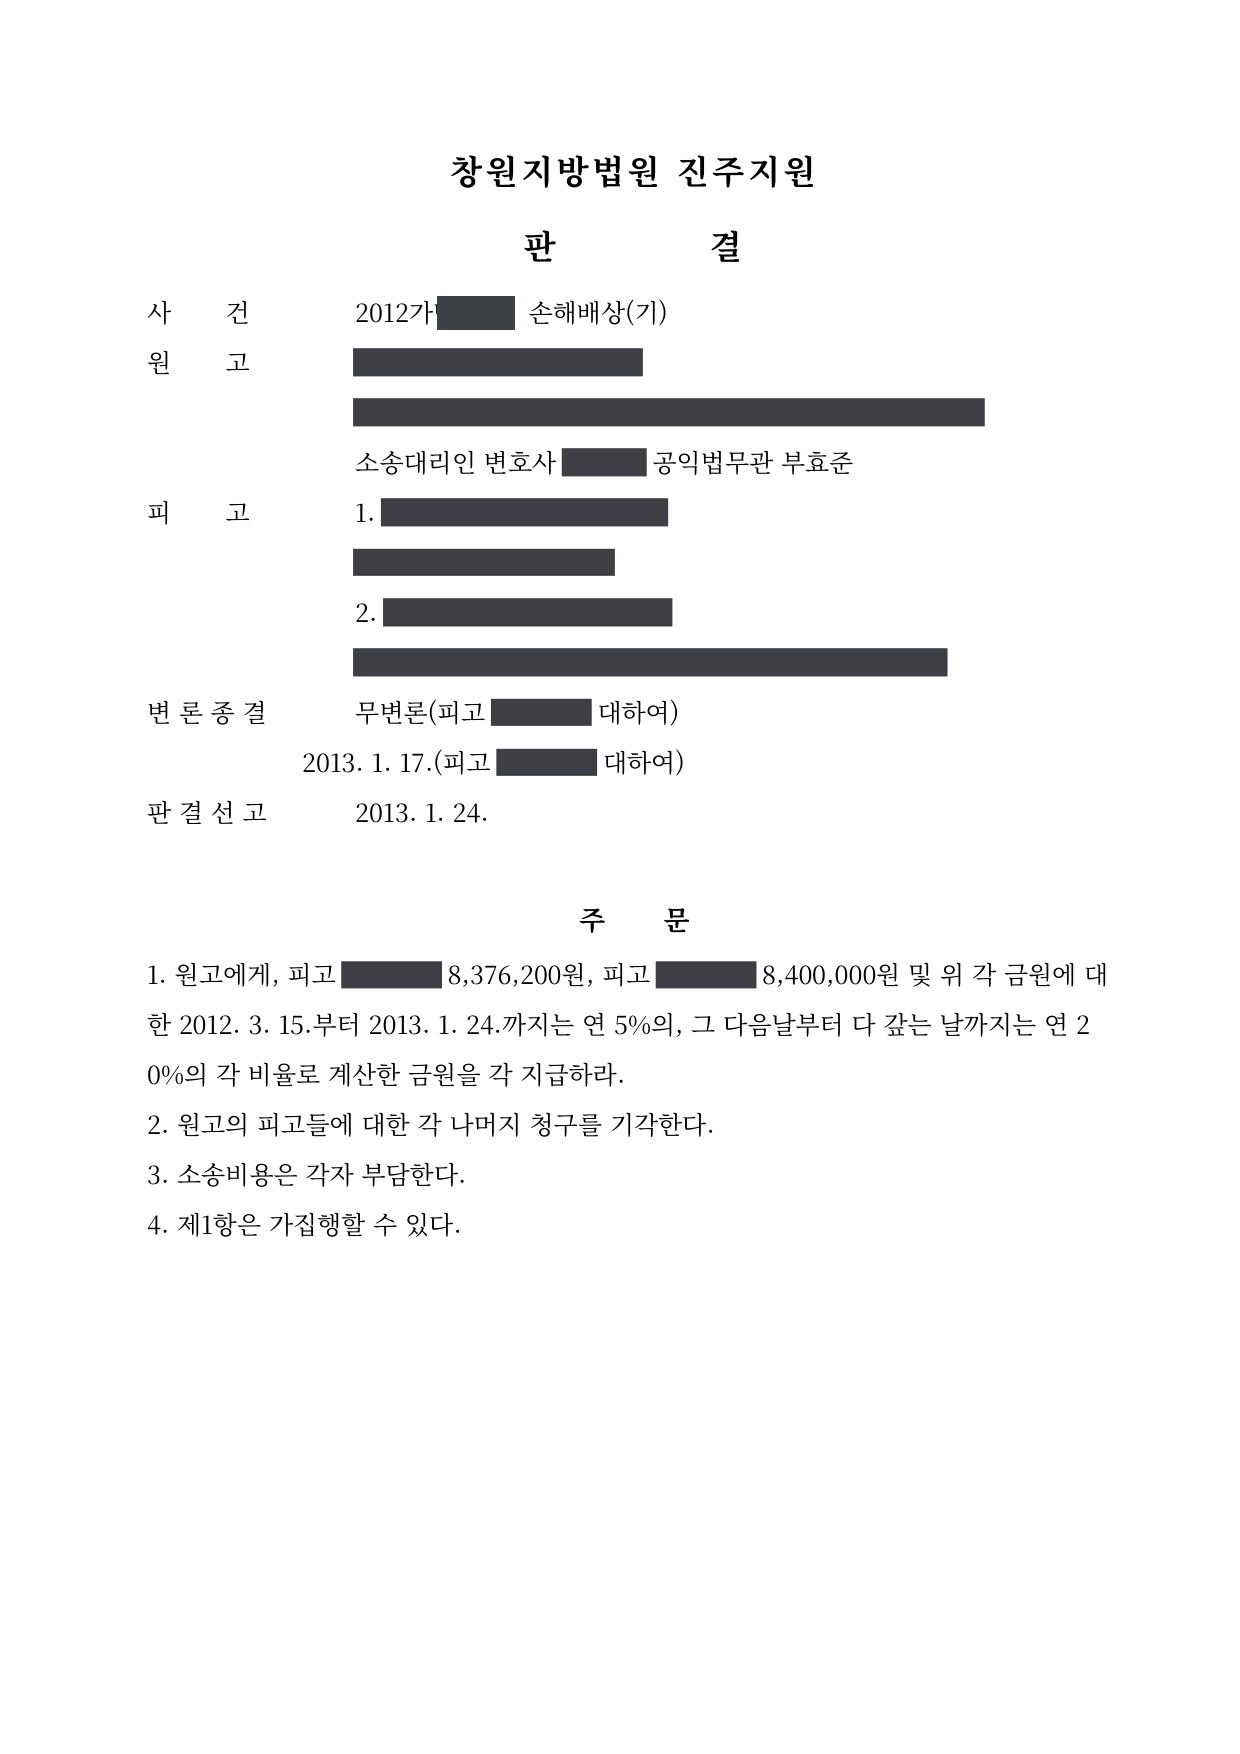 창원지방법원 진주지원
판 결
사 건 2012가 손해배상(기)
원 고
소송대리인 변호사 공익법무관 부효준
피 고 1.
2.
변 론 종 결 무변론(피고 대하여)
2013. 1. 17.(피고 대하여)
판 결 선 고 2013. 1. 24.
주 문
1. 원고에게, 피고 8,376,200원, 피고 8,400,000원 및 위 각 금원에 대
한 2012. 3. 15.부터 2013. 1. 24.까지는 연 5%의, 그 다음날부터 다 갚는 날까지는 연 2
0%의 각 비율로 계산한 금원을 각 지급하라.
2. 원고의 피고들에 대한 각 나머지 청구를 기각한다.
3. 소송비용은 각자 부담한다.
4. 제1항은 가집행할 수 있다.